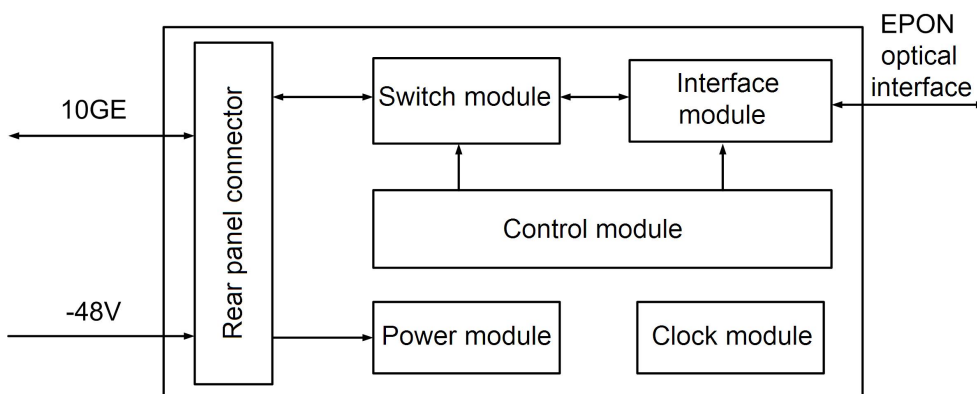 EPON
optical
interface
10GE
Rear panel connector
Switch module
Interface
module
Control module
-48V
Power module
Clock module